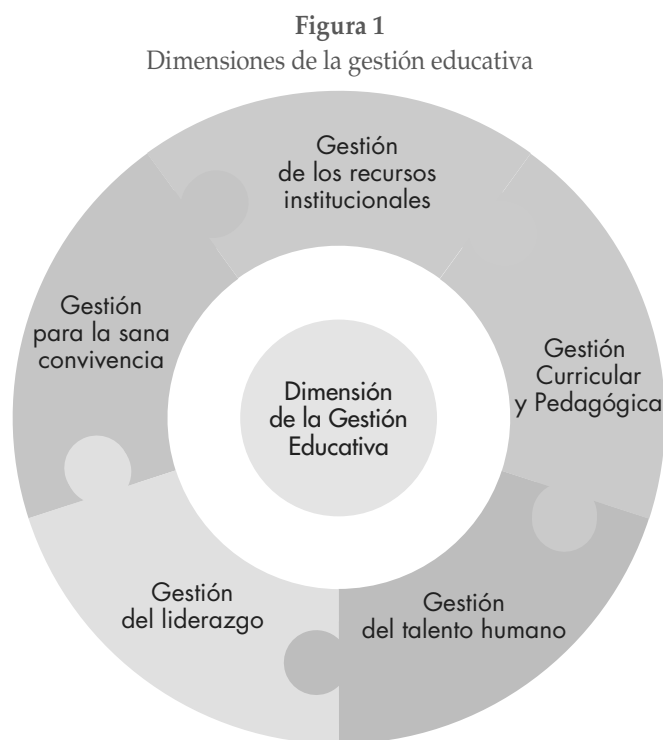 Figura 1
Dimensiones de la gestión educativa
Gestión
de los recursos
institucionales
Gestión
para la sana
convivencia
Gestión
Curricular
y Pedagógica
Dimensión
de la Gestión
Educativa
Gestión
del liderazgo
Gestión
del talento humano